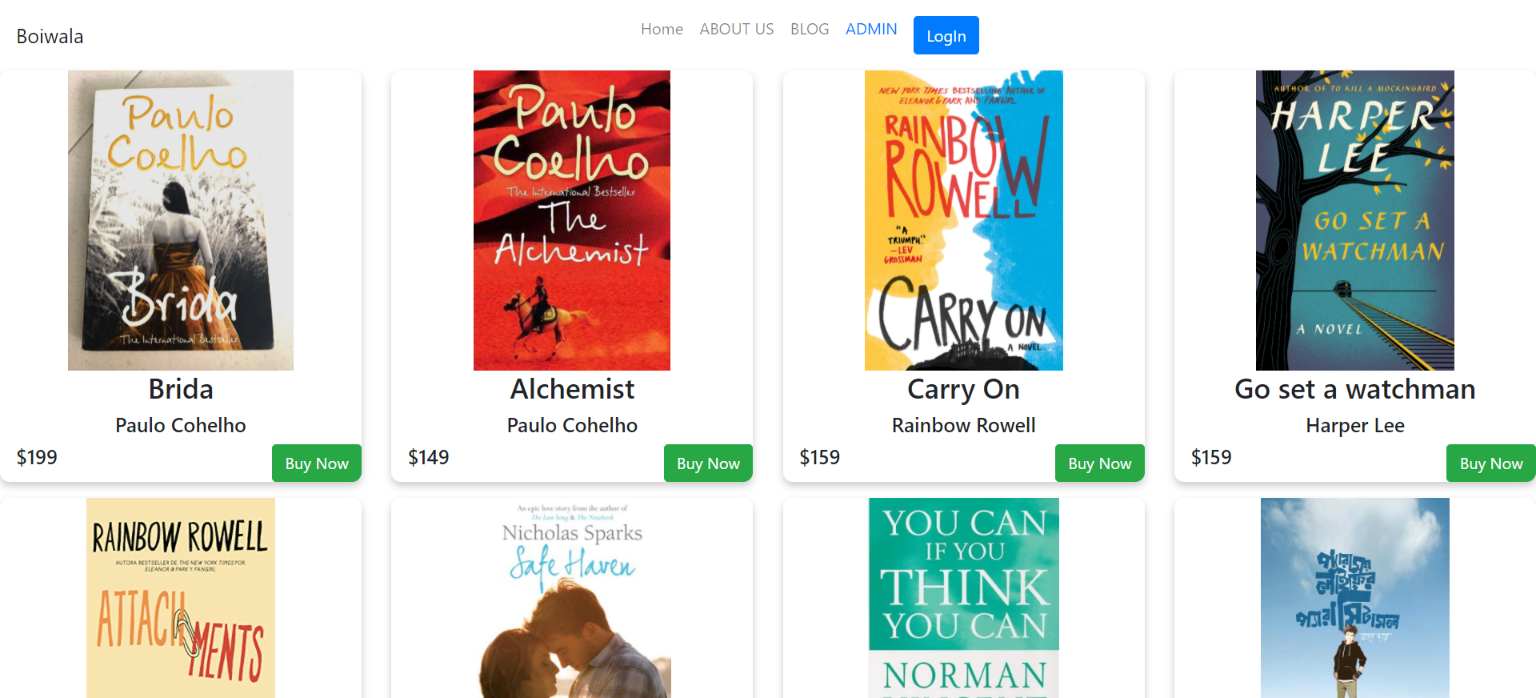 Boiwala
Home ABOUT US BLOG ADMIN LogIn
Paulo
Coelho
Brida
The International Bestseller
Brida
Paulo Cohelho
$199 Buy Now
Paulo
Coelho
The International Bestseller
The
Alchemist
Alchemist
Paulo Cohelho
$149 Buy Now
NEW YORK TIMES BESTSELLING AUTHOR OF
ELEANOR & PARK AND FANGIRL
RAINBOW
ROWELL
"A
TRIUMPH."
—LEV
GROSSMAN
CARRY ON
A NOVEL
Carry On
Rainbow Rowell
$159 Buy Now
AUTHOR OF TO KILL A MOCKINGBIRD
HARPER
LEE
GO SET A
WATCHMAN
A NOVEL
Go set a watchman
Harper Lee
$159 Buy Now
RAINBOW ROWELL
AUTORA BESTSELLER DE THE NEW YORK TIMES POR
ELEANOR & PARK Y FANGIRL
ATTACHMENTS
An epic love story from the author of
The Last Song & The Notebook
Nicholas Sparks
Safe Haven
YOU CAN
IF YOU
THINK
YOU CAN
NORMAN
প্যারাময়
লাইফের
প্যারাসিটামল